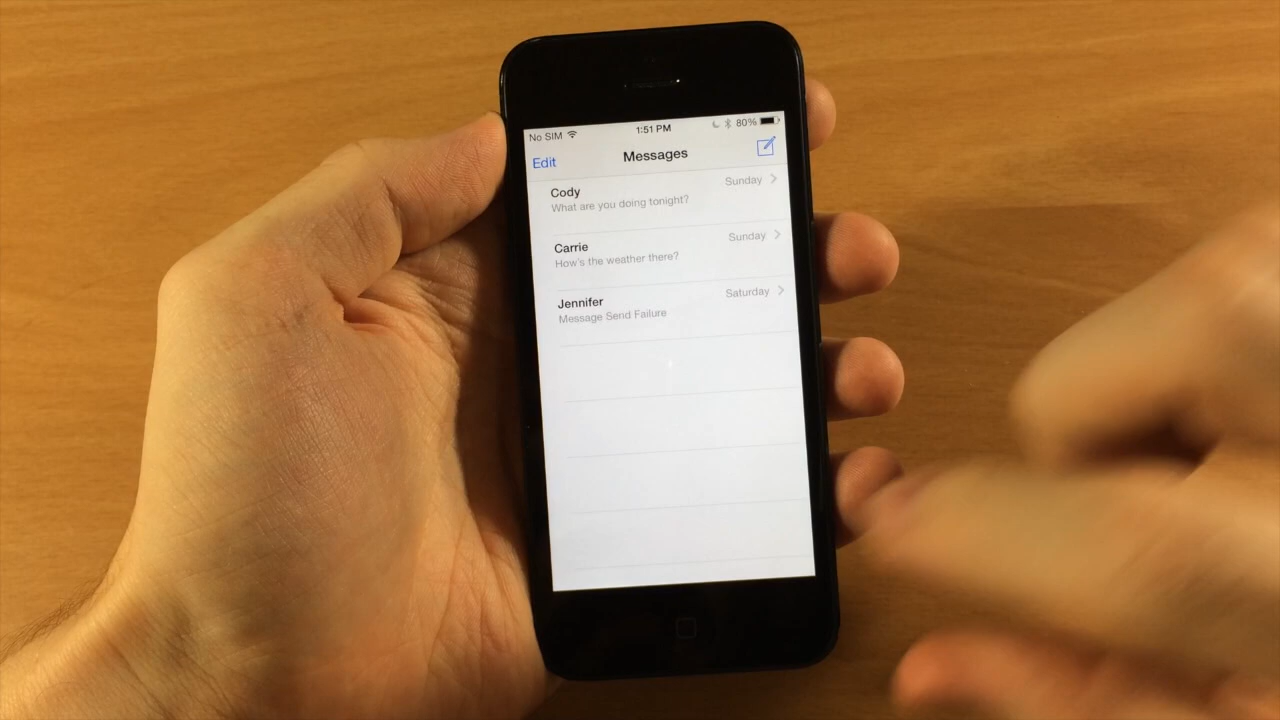 No SIM 1:51 PM 80%
Edit Messages
Cody Sunday
What are you doing tonight?
Carrie Sunday
How's the weather there?
Jennifer Saturday
Message Send Failure